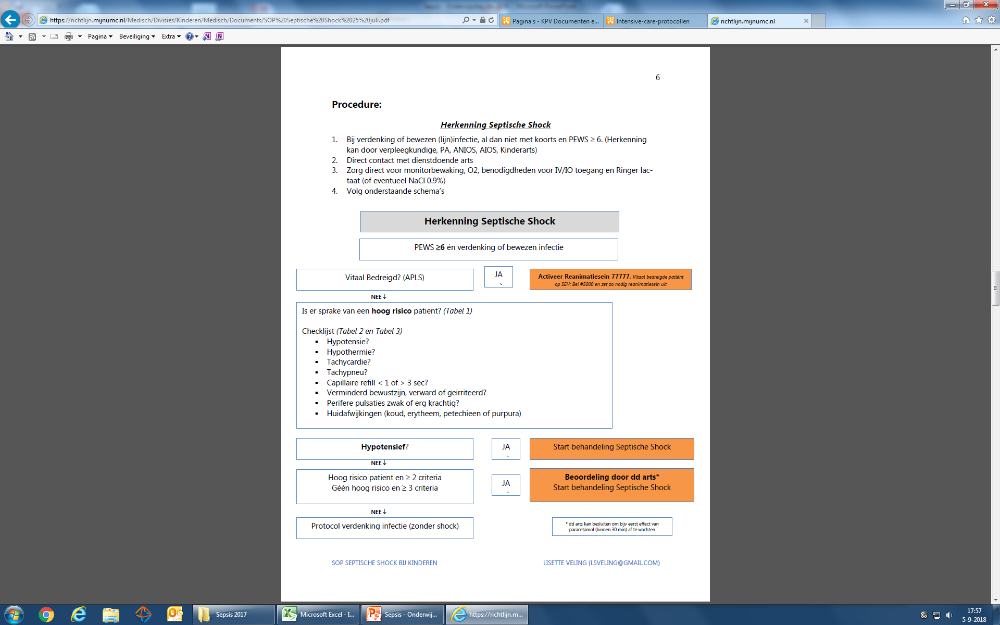 Sepsis - Onderwijsdag jan 2018 - Microsoft PowerPoint
https://richtlijn.mijnumc.nl/Medisch/Divisies/Kinderen/Medisch/Documents/SOP%20Septische%20Shock%2025%20juli.pdf
Pagina's - KPV Documenten e...
Intensive-care-protocollen
richtlijn.mijnumc.nl
Pagina
Beveiliging
Extra
6
Procedure:
Herkenning Septische Shock
1. Bij verdenking of bewezen (lijn)infectie, al dan niet met koorts en PEWS ≥ 6. (Herkenning
kan door verpleegkundige, PA, ANIOS, AIOS, Kinderarts)
2. Direct contact met dienstdoende arts
3. Zorg direct voor monitorbewaking, O2, benodigdheden voor IV/IO toegang en Ringer lac-
taat (of eventueel NaCl 0.9%)
4. Volg onderstaande schema's
Herkenning Septische Shock
PEWS ≥6 én verdenking of bewezen infectie
Vitaal Bedreigd? (APLS)
JA
Activeer Reanimatiesein 77777. Vitaal bedreigde patiënt
op SEH: Bel #5000 en zet zo nodig reanimatiesein uit
NEE↓
Is er sprake van een hoog risico patient? (Tabel 1)
Checklijst (Tabel 2 en Tabel 3)
▪ Hypotensie?
▪ Hypothermie?
▪ Tachycardie?
▪ Tachypneu?
▪ Capillaire refill < 1 of > 3 sec?
▪ Verminderd bewustzijn, verward of geirriteerd?
▪ Perifere pulsaties zwak of erg krachtig?
▪ Huidafwijkingen (koud, erytheem, petechieen of purpura)
Hypotensief?
JA
Start behandeling Septische Shock
NEE↓
Hoog risico patient en ≥ 2 criteria
Géén hoog risico en ≥ 3 criteria
JA
Beoordeling door dd arts*
Start behandeling Septische Shock
NEE↓
Protocol verdenking infectie (zonder shock)
* dd arts kan besluiten om bijv eerst effect van
paracetamol (binnen 30 min) af te wachten
SOP SEPTISCHE SHOCK BIJ KINDEREN
LISETTE VELING (LSVELING@GMAIL.COM)
Sepsis 2017
Microsoft Excel - I...
Sepsis - Onderwij...
https://richtlijn.m...
17:57
5-9-2018